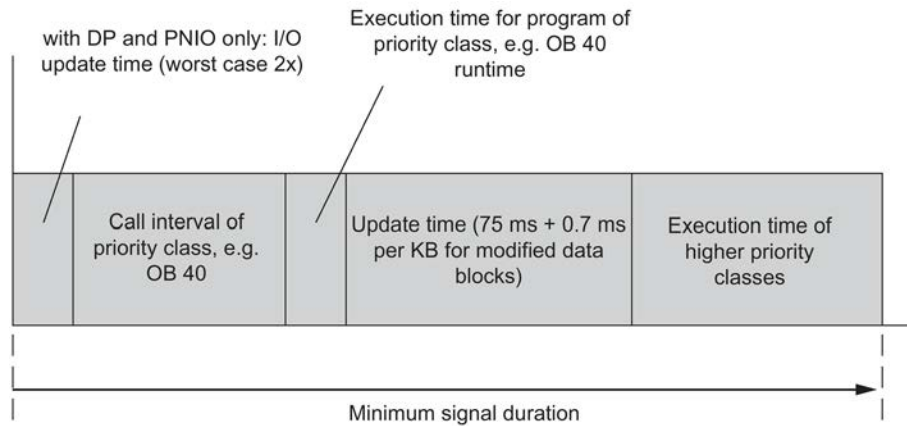 with DP and PNIO only: I/O
update time (worst case 2x)
Execution time for program of
priority class, e.g. OB 40
runtime
Call interval of
priority class, e.g.
OB 40
Update time (75 ms + 0.7 ms
per KB for modified data
blocks)
Execution time of
higher priority
classes
Minimum signal duration